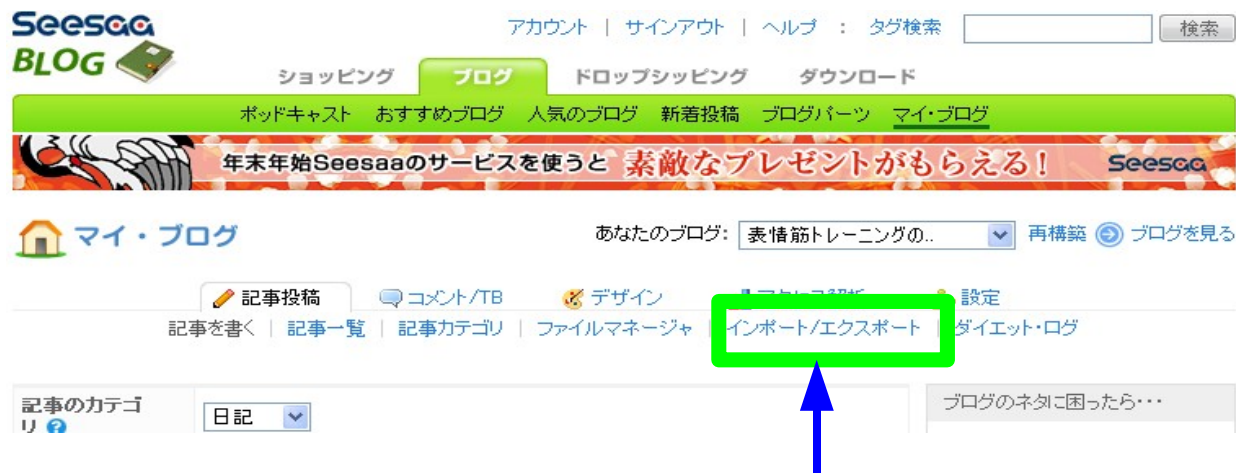 Seesaa
BLOG
アカウント | サインアウト | ヘルプ : タグ検索 検索
ショッピング ブログ ドロップシッピング ダウンロード
ポッドキャスト おすすめブログ 人気のブログ 新着投稿 ブログパーツ マイ・ブログ
年末年始Seesaaのサービスを使うと 素敵なプレゼントがもらえる! Seesaa
マイ・ブログ
あなたのブログ: 表情筋トレーニングの.. 再構築 ブログを見る
記事投稿 コメント/TB デザイン アクセス解析 設定
記事を書く | 記事一覧 | 記事カテゴリ | ファイルマネージャ | インポート/エクスポート | ダイエット・ログ
記事のカテゴ
リ
日記
ブログのネタに困ったら・・・